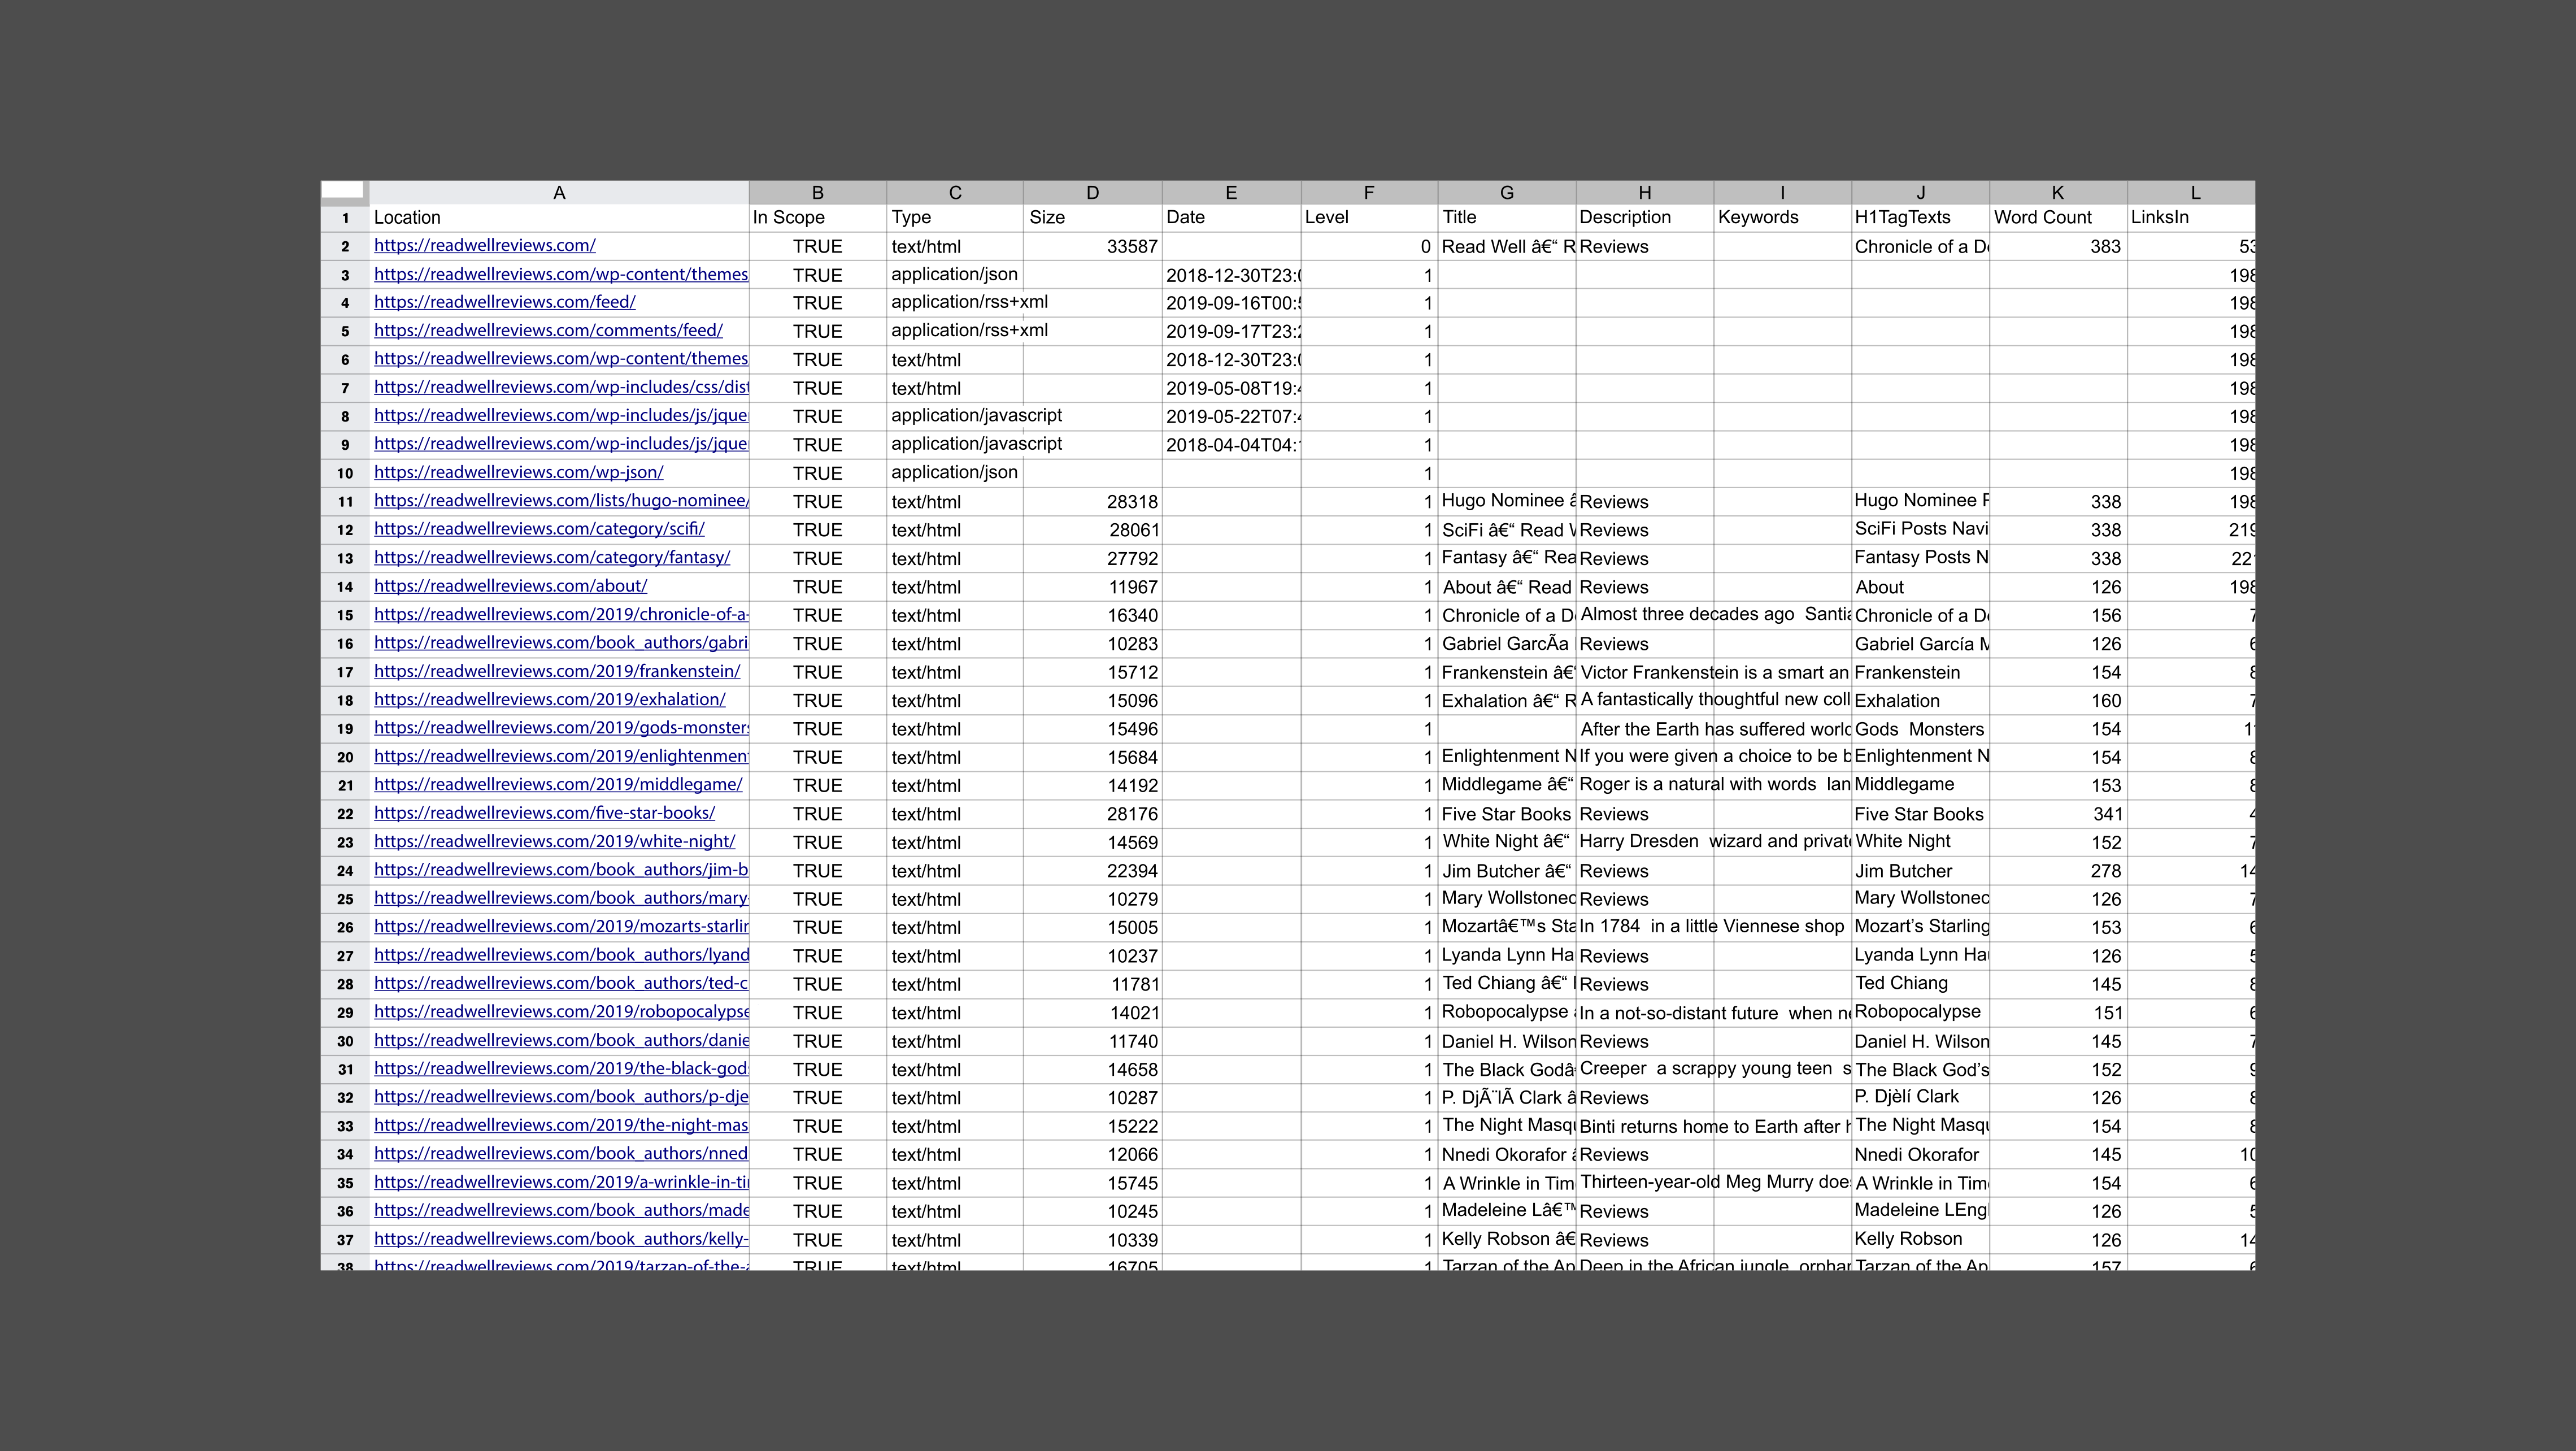 A B C D E F G H I J K L
1 Location In Scope Type Size Date Level Title Description Keywords H1TagTexts Word Count LinksIn
2 https://readwellreviews.com/ TRUE text/html 33587 0 Read Well â€“ R Reviews Chronicle of a De 383 53
3 https://readwellreviews.com/wp-content/themes TRUE application/json 2018-12-30T23:0 1 198
4 https://readwellreviews.com/feed/ TRUE application/rss+xml 2019-09-16T00:5 1 198
5 https://readwellreviews.com/comments/feed/ TRUE application/rss+xml 2019-09-17T23:2 1 198
6 https://readwellreviews.com/wp-content/themes TRUE text/html 2018-12-30T23:0 1 198
7 https://readwellreviews.com/wp-includes/css/dist TRUE text/html 2019-05-08T19:4 1 198
8 https://readwellreviews.com/wp-includes/js/jque TRUE application/javascript 2019-05-22T07:4 1 198
9 https://readwellreviews.com/wp-includes/js/jque TRUE application/javascript 2018-04-04T04: 1 198
10 https://readwellreviews.com/wp-json/ TRUE application/json 1 198
11 https://readwellreviews.com/lists/hugo-nominee/ TRUE text/html 28318 1 Hugo Nominee â Reviews Hugo Nominee P 338 198
12 https://readwellreviews.com/category/scifi/ TRUE text/html 28061 1 SciFi â€“ Read W Reviews SciFi Posts Navi 338 219
13 https://readwellreviews.com/category/fantasy/ TRUE text/html 27792 1 Fantasy â€“ Rea Reviews Fantasy Posts N 338 22
14 https://readwellreviews.com/about/ TRUE text/html 11967 1 About â€“ Read Reviews About 126 198
15 https://readwellreviews.com/2019/chronicle-of-a- TRUE text/html 16340 1 Chronicle of a D Almost three decades ago  Santia Chronicle of a De 156 7
16 https://readwellreviews.com/book_authors/gabri TRUE text/html 10283 1 Gabriel GarcÃ­a Reviews Gabriel García M 126 6
17 https://readwellreviews.com/2019/frankenstein/ TRUE text/html 15712 1 Frankenstein â€“ Victor Frankenstein is a smart an Frankenstein 154 8
18 https://readwellreviews.com/2019/exhalation/ TRUE text/html 15096 1 Exhalation â€“ R A fantastically thoughtful new coll Exhalation 160 7
19 https://readwellreviews.com/2019/gods-monsters TRUE text/html 15496 1 After the Earth has suffered world Gods  Monsters 154 11
20 https://readwellreviews.com/2019/enlightenment TRUE text/html 15684 1 Enlightenment N If you were given a choice to be b Enlightenment N 154 8
21 https://readwellreviews.com/2019/middlegame/ TRUE text/html 14192 1 Middlegame â€“ Roger is a natural with words  lan Middlegame 153 8
22 https://readwellreviews.com/five-star-books/ TRUE text/html 28176 1 Five Star Books Reviews Five Star Books 341 4
23 https://readwellreviews.com/2019/white-night/ TRUE text/html 14569 1 White Night â€“ Harry Dresden  wizard and private White Night 152 7
24 https://readwellreviews.com/book_authors/jim-b TRUE text/html 22394 1 Jim Butcher â€“ Reviews Jim Butcher 278 14
25 https://readwellreviews.com/book_authors/mary- TRUE text/html 10279 1 Mary Wollstonec Reviews Mary Wollstonec 126 7
26 https://readwellreviews.com/2019/mozarts-starlin TRUE text/html 15005 1 Mozartâ€™s Sta In 1784  in a little Viennese shop Mozart’s Starling 153 6
27 https://readwellreviews.com/book_authors/lyand TRUE text/html 10237 1 Lyanda Lynn Ha Reviews Lyanda Lynn Hau 126 5
28 https://readwellreviews.com/book_authors/ted-c TRUE text/html 11781 1 Ted Chiang â€“ Reviews Ted Chiang 145 8
29 https://readwellreviews.com/2019/robopocalypse TRUE text/html 14021 1 Robopocalypse In a not-so-distant future  when ne Robopocalypse 151 6
30 https://readwellreviews.com/book_authors/danie TRUE text/html 11740 1 Daniel H. Wilson Reviews Daniel H. Wilson 145 7
31 https://readwellreviews.com/2019/the-black-god TRUE text/html 14658 1 The Black Godâ€ Creeper  a scrappy young teen  s The Black God’s 152 9
32 https://readwellreviews.com/book_authors/p-dje TRUE text/html 10287 1 P. DjÃ¨lÃ­ Clark â Reviews P. Djèlí Clark 126 8
33 https://readwellreviews.com/2019/the-night-mas TRUE text/html 15222 1 The Night Masqu Binti returns home to Earth after h The Night Masqu 154 8
34 https://readwellreviews.com/book_authors/nned TRUE text/html 12066 1 Nnedi Okorafor â Reviews Nnedi Okorafor 145 10
35 https://readwellreviews.com/2019/a-wrinkle-in-ti TRUE text/html 15745 1 A Wrinkle in Tim Thirteen-year-old Meg Murry doe A Wrinkle in Tim 154 6
36 https://readwellreviews.com/book_authors/made TRUE text/html 10245 1 Madeleine Lâ€™ Reviews Madeleine LEngl 126 5
37 https://readwellreviews.com/book_authors/kelly- TRUE text/html 10339 1 Kelly Robson â€ Reviews Kelly Robson 126 14
38 https://readwellreviews.com/2019/tarzan-of-the-a TRUE text/html 16705 1 Tarzan of the Ap Deep in the African jungle  orphan Tarzan of the Ap 157 6